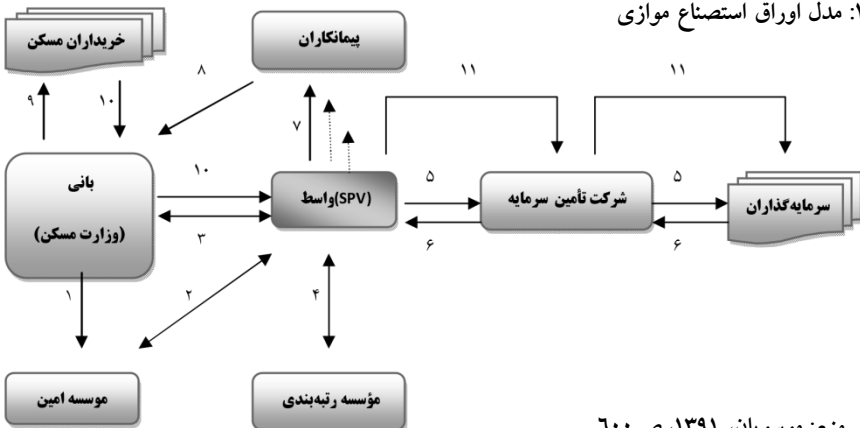 : مدل اوراق استصناع موازی
خریداران مسکن
پیمانکاران
۸
۱۱
۱۱
۹
۱۰
۷
بانی
(وزارت مسکن)
۱۰
۳
واسط(SPV)
۵
۶
شرکت تأمین سرمایه
۵
۶
سرمایه‌گذاران
۱
۲
۴
موسسه امین
مؤسسه رتبه‌بندی
۱۳۹۱، ص ۶۰۰